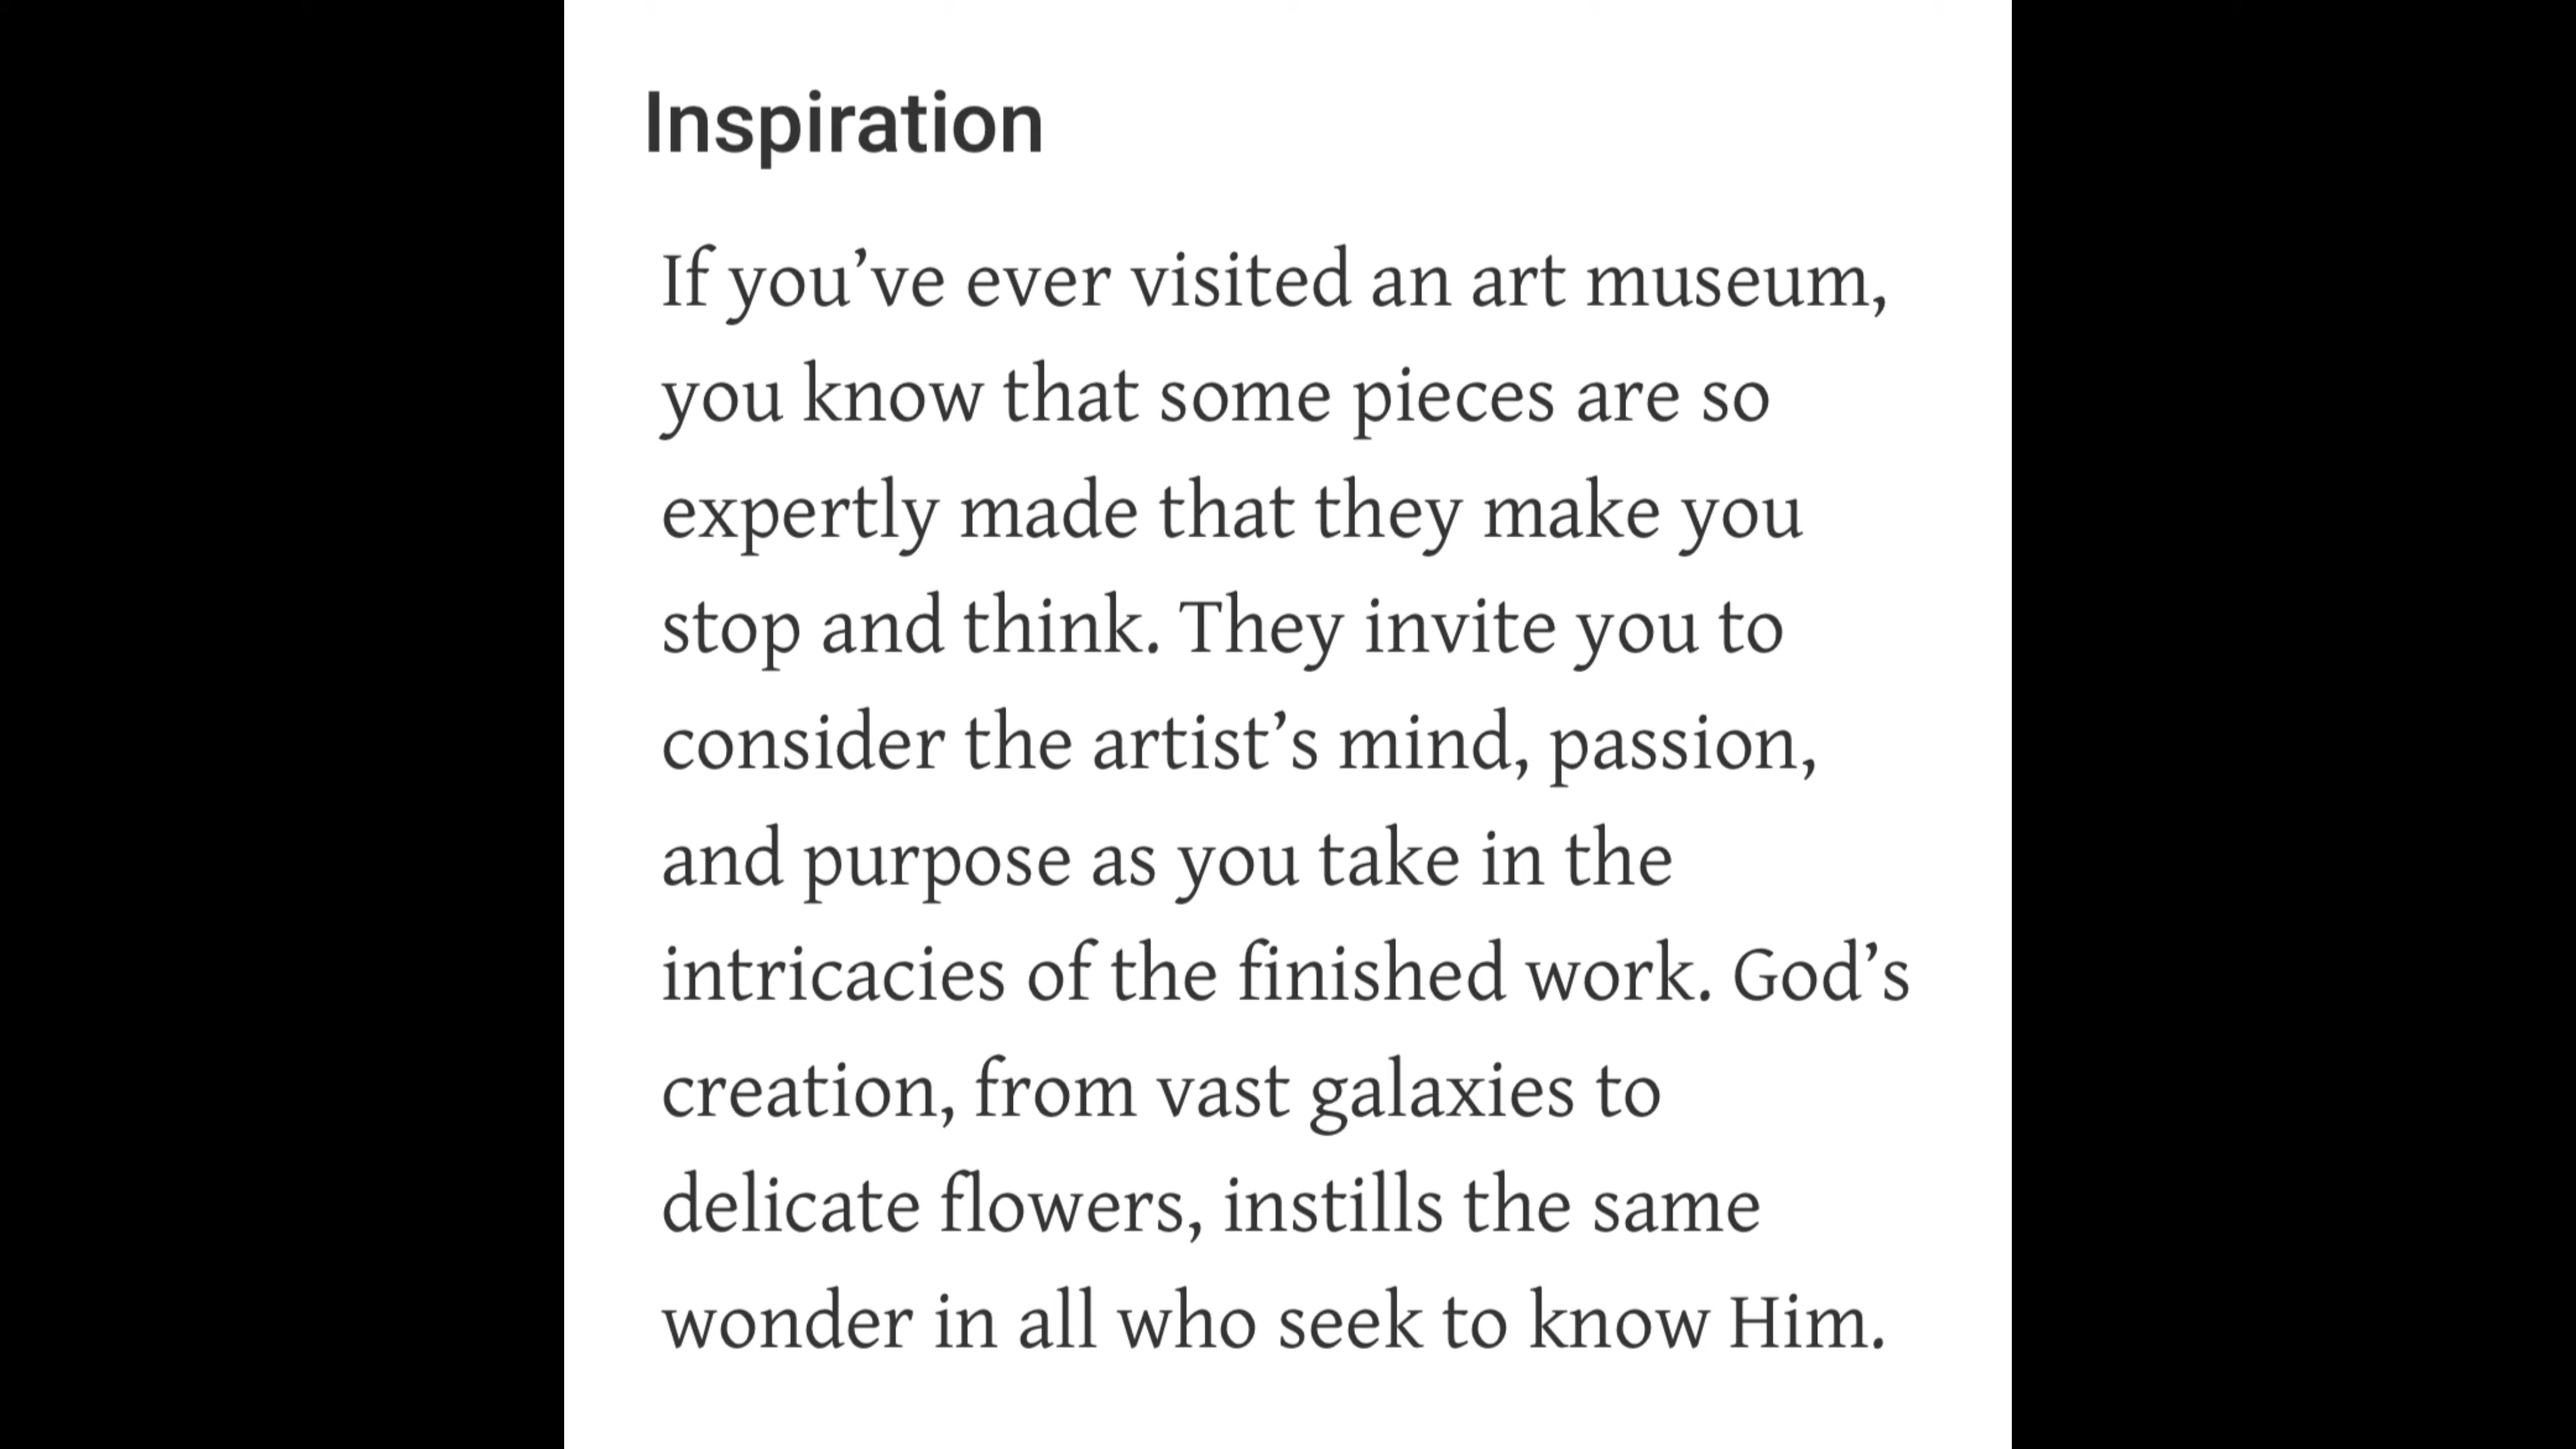 Inspiration
If you’ve ever visited an art museum,
you know that some pieces are so
expertly made that they make you
stop and think. They invite you to
consider the artist’s mind, passion,
and purpose as you take in the
intricacies of the finished work. God’s
creation, from vast galaxies to
delicate flowers, instills the same
wonder in all who seek to know Him.